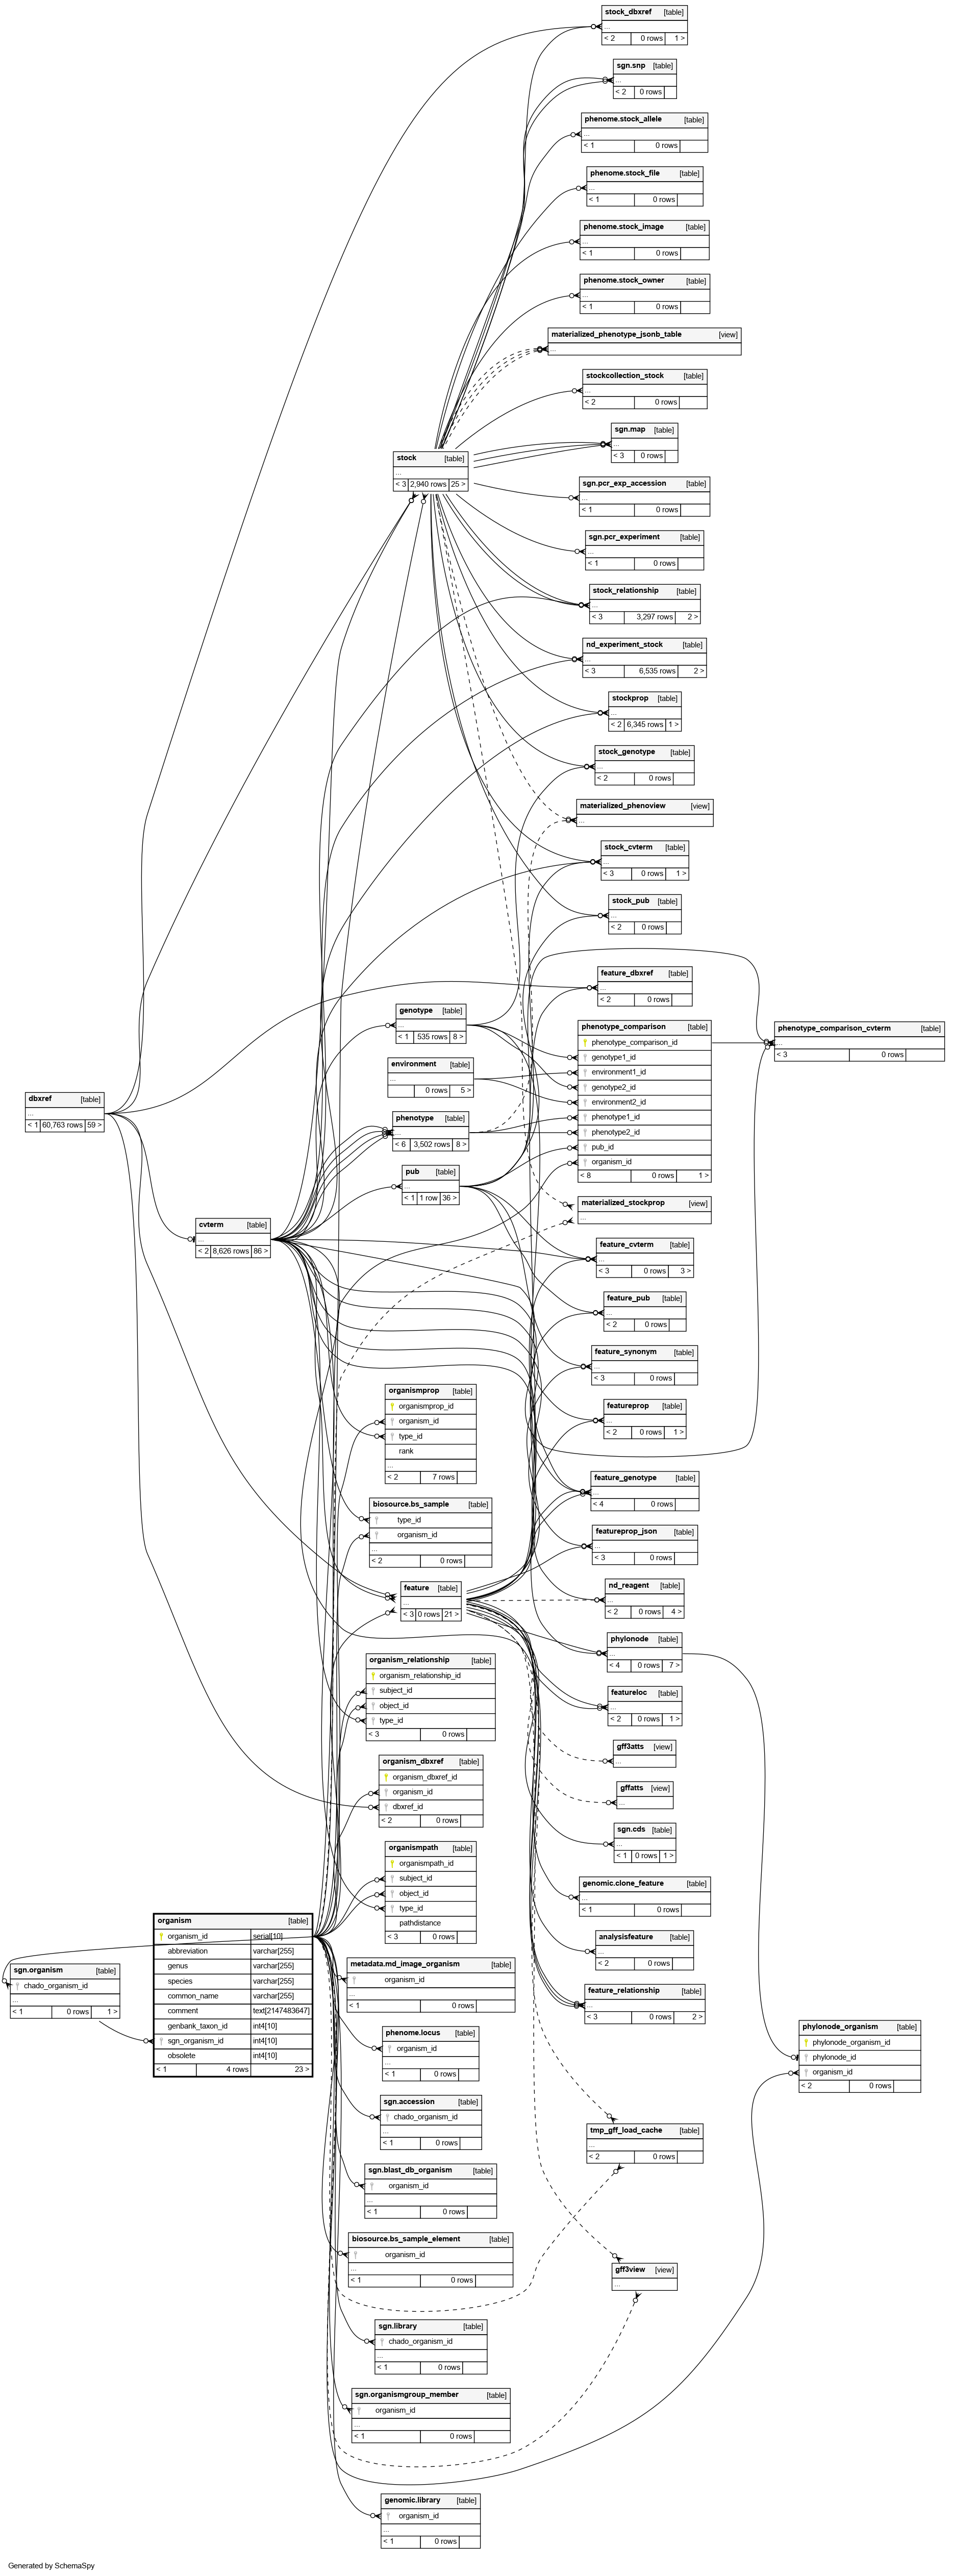 stock_dbxref [table]
...
< 2 0 rows 1 >
sgn.snp [table]
...
< 2 0 rows
phenome.stock_allele [table]
...
< 1 0 rows
phenome.stock_file [table]
...
< 1 0 rows
phenome.stock_image [table]
...
< 1 0 rows
phenome.stock_owner [table]
...
< 1 0 rows
materialized_phenotype_jsonb_table [view]
...
stockcollection_stock [table]
...
< 2 0 rows
sgn.map [table]
...
< 3 0 rows
stock [table]
...
< 3 2,940 rows 25 >
sgn.pcr_exp_accession [table]
...
< 1 0 rows
sgn.pcr_experiment [table]
...
< 1 0 rows
stock_relationship [table]
...
< 3 3,297 rows 2 >
nd_experiment_stock [table]
...
< 3 6,535 rows 2 >
stockprop [table]
...
< 2 6,345 rows 1 >
stock_genotype [table]
...
< 2 0 rows
materialized_phenoview [view]
...
stock_cvterm [table]
...
< 3 0 rows 1 >
stock_pub [table]
...
< 2 0 rows
feature_dbxref [table]
...
< 2 0 rows
genotype [table]
...
< 1 535 rows 8 >
environment [table]
...
0 rows 5 >
phenotype [table]
...
< 6 3,502 rows 8 >
pub [table]
...
< 1 1 row 36 >
phenotype_comparison [table]
phenotype_comparison_id
genotype1_id
environment1_id
genotype2_id
environment2_id
phenotype1_id
phenotype2_id
pub_id
organism_id
< 8 0 rows 1 >
phenotype_comparison_cvterm [table]
...
< 3 0 rows
dbxref [table]
...
< 1 60,763 rows 59 >
cvterm [table]
...
< 2 8,626 rows 86 >
materialized_stockprop [view]
...
feature_cvterm [table]
...
< 3 0 rows 3 >
feature_pub [table]
...
< 2 0 rows
feature_synonym [table]
...
< 3 0 rows
featureprop [table]
...
< 2 0 rows 1 >
organismprop [table]
organismprop_id
organism_id
type_id
rank
...
< 2 7 rows
feature_genotype [table]
...
< 4 0 rows
biosource.bs_sample [table]
type_id
organism_id
...
< 2 0 rows
featureprop_json [table]
...
< 3 0 rows
feature [table]
...
< 3 0 rows 21 >
nd_reagent [table]
...
< 2 0 rows 4 >
phylonode [table]
...
< 4 0 rows 7 >
organism_relationship [table]
organism_relationship_id
subject_id
object_id
type_id
< 3 0 rows
featureloc [table]
...
< 2 0 rows 1 >
gff3atts [view]
...
organism_dbxref [table]
organism_dbxref_id
organism_id
dbxref_id
< 2 0 rows
gffatts [view]
...
sgn.cds [table]
...
< 1 0 rows 1 >
organismpath [table]
organismpath_id
subject_id
object_id
type_id
pathdistance
< 3 0 rows
genomic.clone_feature [table]
...
< 1 0 rows
analysisfeature [table]
...
< 2 0 rows
feature_relationship [table]
...
< 3 0 rows 2 >
organism [table]
organism_id serial[10]
abbreviation varchar[255]
genus varchar[255]
species varchar[255]
common_name varchar[255]
comment text[2147483647]
genbank_taxon_id int4[10]
sgn_organism_id int4[10]
obsolete int4[10]
< 1 4 rows 23 >
sgn.organism [table]
chado_organism_id
...
< 1 0 rows 1 >
metadata.md_image_organism [table]
organism_id
...
< 1 0 rows
phenome.locus [table]
organism_id
...
< 1 0 rows
phylonode_organism [table]
phylonode_organism_id
phylonode_id
organism_id
< 2 0 rows
sgn.accession [table]
chado_organism_id
...
< 1 0 rows
tmp_gff_load_cache [table]
...
< 2 0 rows
sgn.blast_db_organism [table]
organism_id
...
< 1 0 rows
biosource.bs_sample_element [table]
organism_id
...
< 1 0 rows
gff3view [view]
...
sgn.library [table]
chado_organism_id
...
< 1 0 rows
sgn.organismgroup_member [table]
organism_id
...
< 1 0 rows
genomic.library [table]
organism_id
...
< 1 0 rows
Generated by SchemaSpy